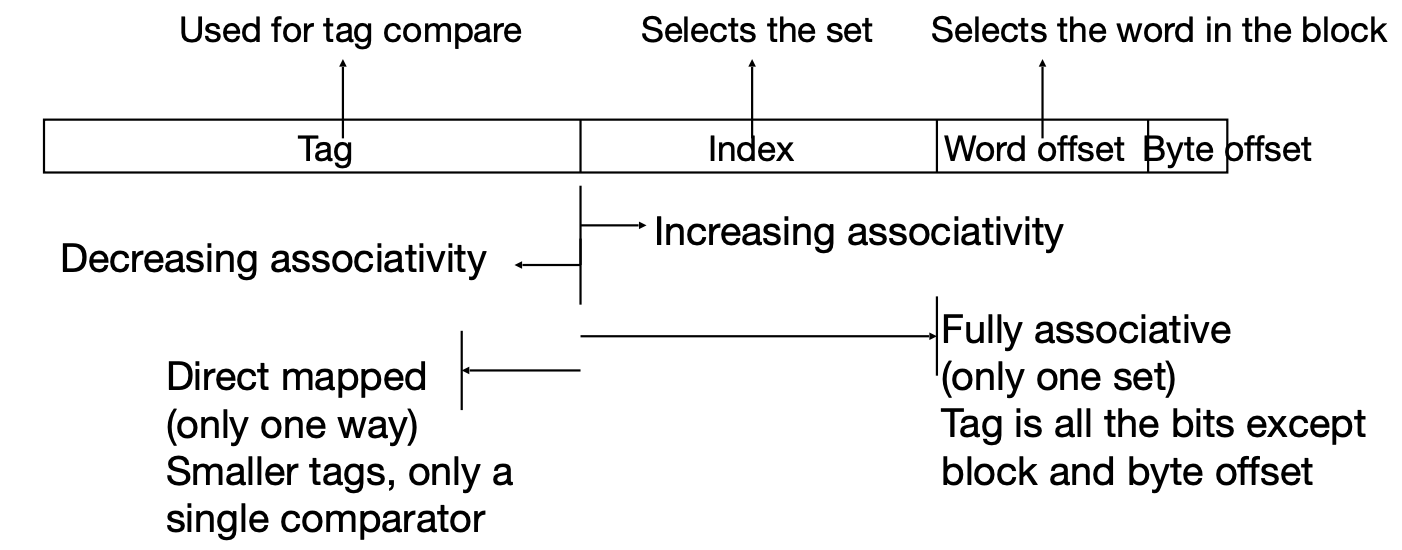 Used for tag compare
Selects the set
Selects the word in the block
Tag
Index
Word offset
Byte offset
Increasing associativity
Decreasing associativity
Fully associative
(only one set)
Tag is all the bits except
block and byte offset
Direct mapped
(only one way)
Smaller tags, only a
single comparator